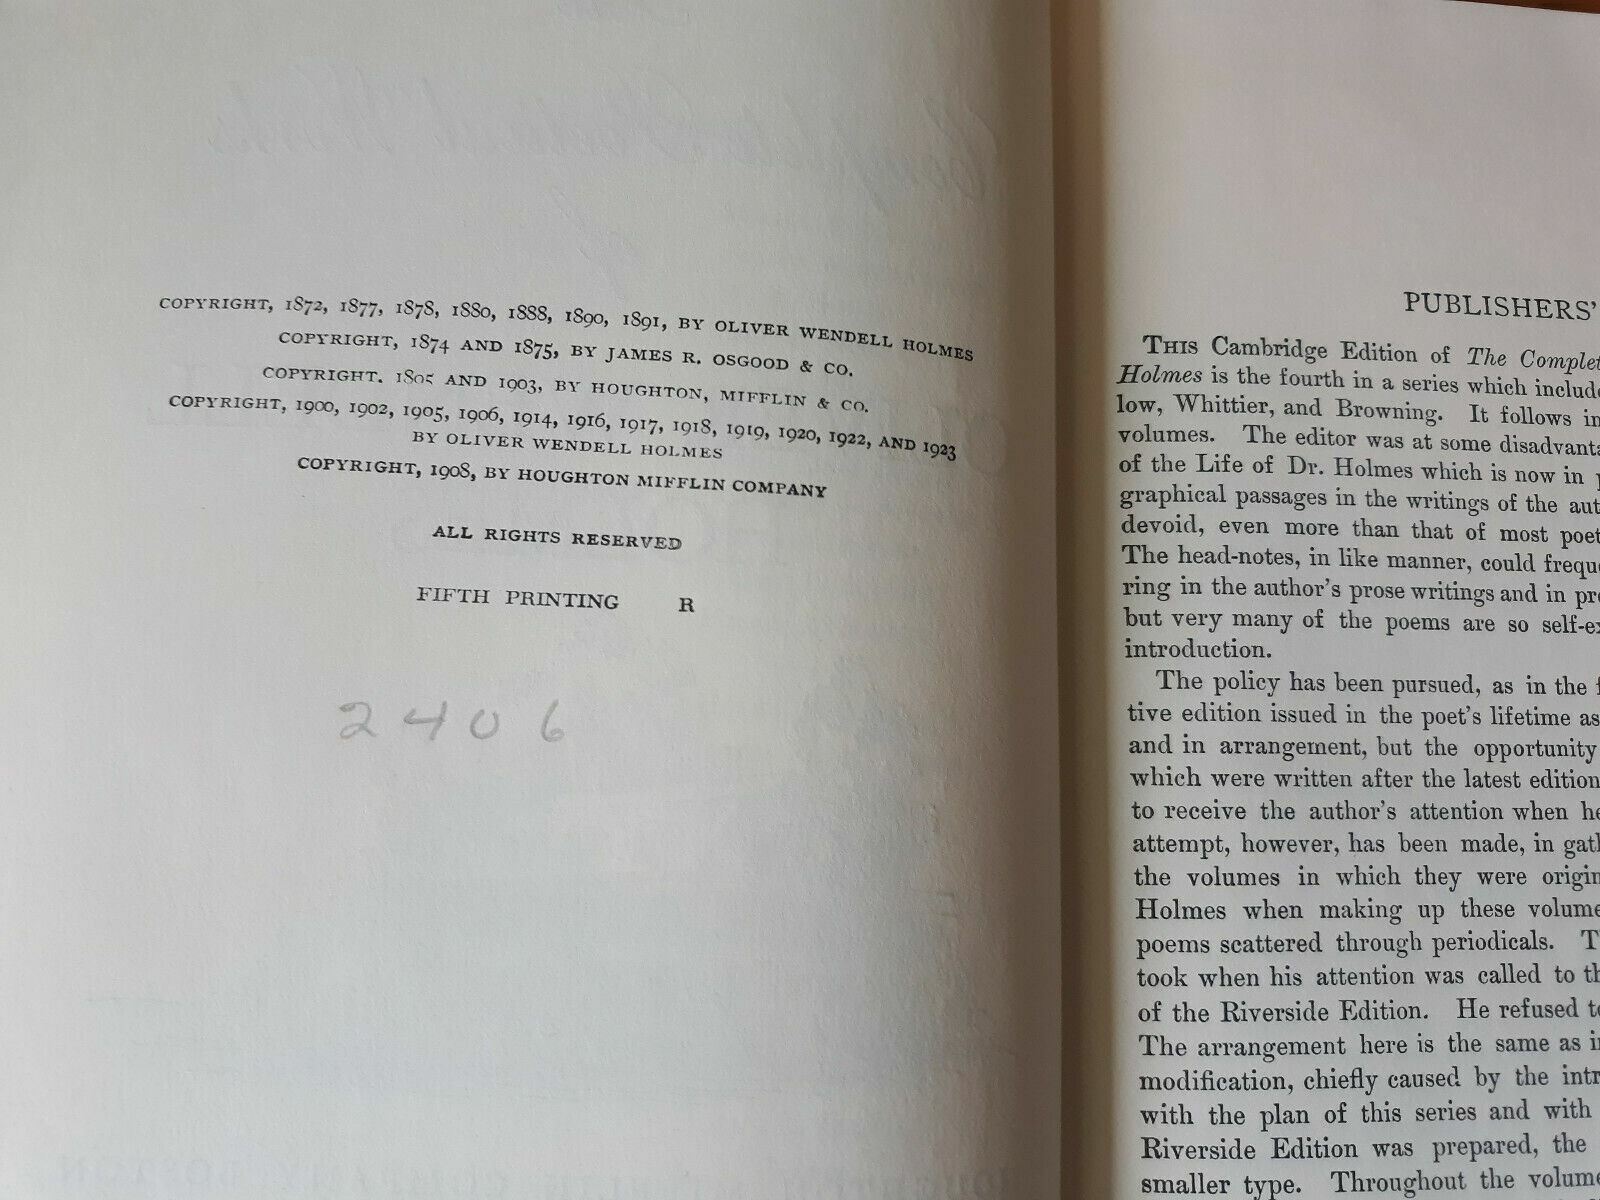 COPYRIGHT, 1872, 1877, 1878, 1880, 1888, 1890, 1891, BY OLIVER WENDELL HOLMES
COPYRIGHT, 1874 AND 1875, BY JAMES R. OSGOOD & CO.
COPYRIGHT. 1895 AND 1903, BY HOUGHTON, MIFFLIN & CO.
COPYRIGHT, 1900, 1902, 1905, 1906, 1914, 1916, 1917, 1918, 1919, 1920, 1922, AND 1923
BY OLIVER WENDELL HOLMES
COPYRIGHT, 1908, BY HOUGHTON MIFFLIN COMPANY
ALL RIGHTS RESERVED
FIFTH PRINTING R
2406
PUBLISHERS'
THIS Cambridge Edition of The Complet
Holmes is the fourth in a series which include
low, Whittier, and Browning. It follows in
volumes. The editor was at some disadvanta
of the Life of Dr. Holmes which is now in p
graphical passages in the writings of the aut
devoid, even more than that of most poet
The head-notes, in like manner, could freque
ring in the author's prose writings and in pre
but very many of the poems are so self-ex
introduction.
The policy has been pursued, as in the f
tive edition issued in the poet's lifetime as
and in arrangement, but the opportunity
which were written after the latest edition
to receive the author's attention when he
attempt, however, has been made, in gath
the volumes in which they were origin
Holmes when making up these volume
poems scattered through periodicals. T
took when his attention was called to th
of the Riverside Edition. He refused to
The arrangement here is the same as i
modification, chiefly caused by the intr
with the plan of this series and with
Riverside Edition was prepared, the
smaller type. Throughout the volume